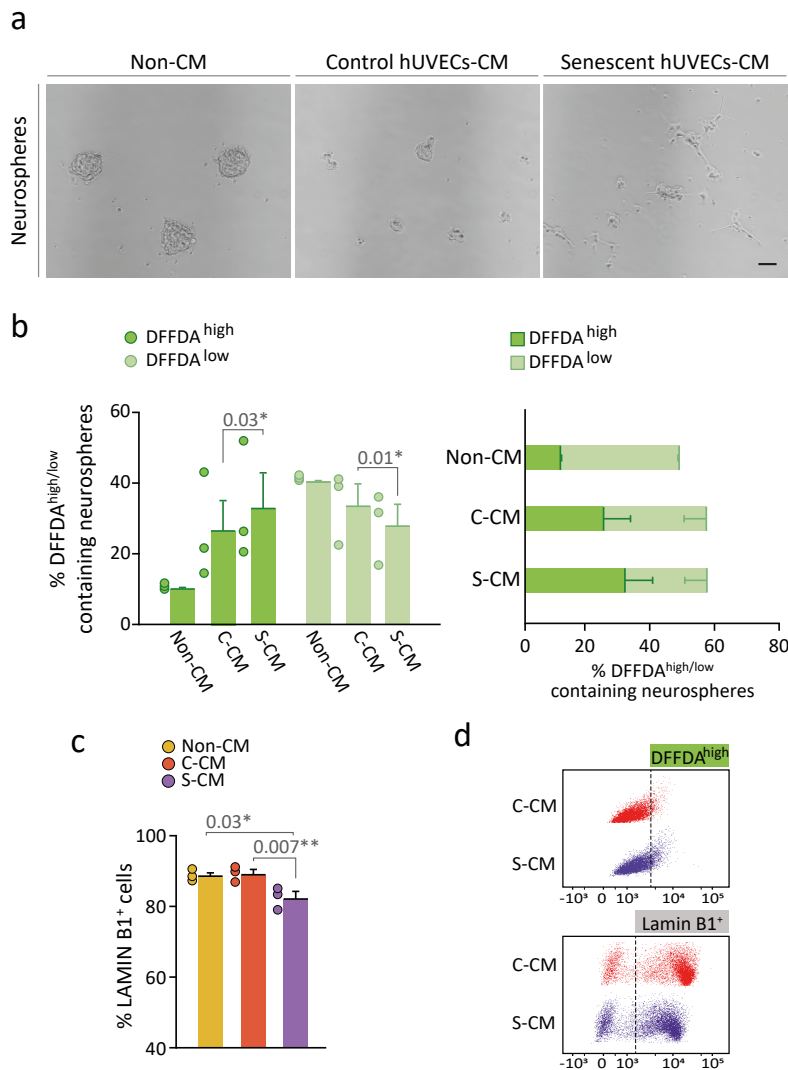 a
Non-CM
Control hUVECs-CM
Senescent hUVECs-CM
Neurospheres
b
DFFDA high
DFFDA low
% DFFDA high/low
containing neurospheres
60
40
20
0
0.03*
0.01*
Non-CM
C-CM
S-CM
Non-CM
C-CM
S-CM
DFFDA high
DFFDA low
Non-CM
C-CM
S-CM
0 20 40 60 80
% DFFDA high/low
containing neurospheres
c
Non-CM
C-CM
S-CM
% LAMIN B1+ cells
100
80
60
40
0.03*
0.007**
d
DFFDA high
C-CM
S-CM
-10³ 0 10³ 10⁴ 10⁵
Lamin B1+
C-CM
S-CM
-10³ 0 10³ 10⁴ 10⁵